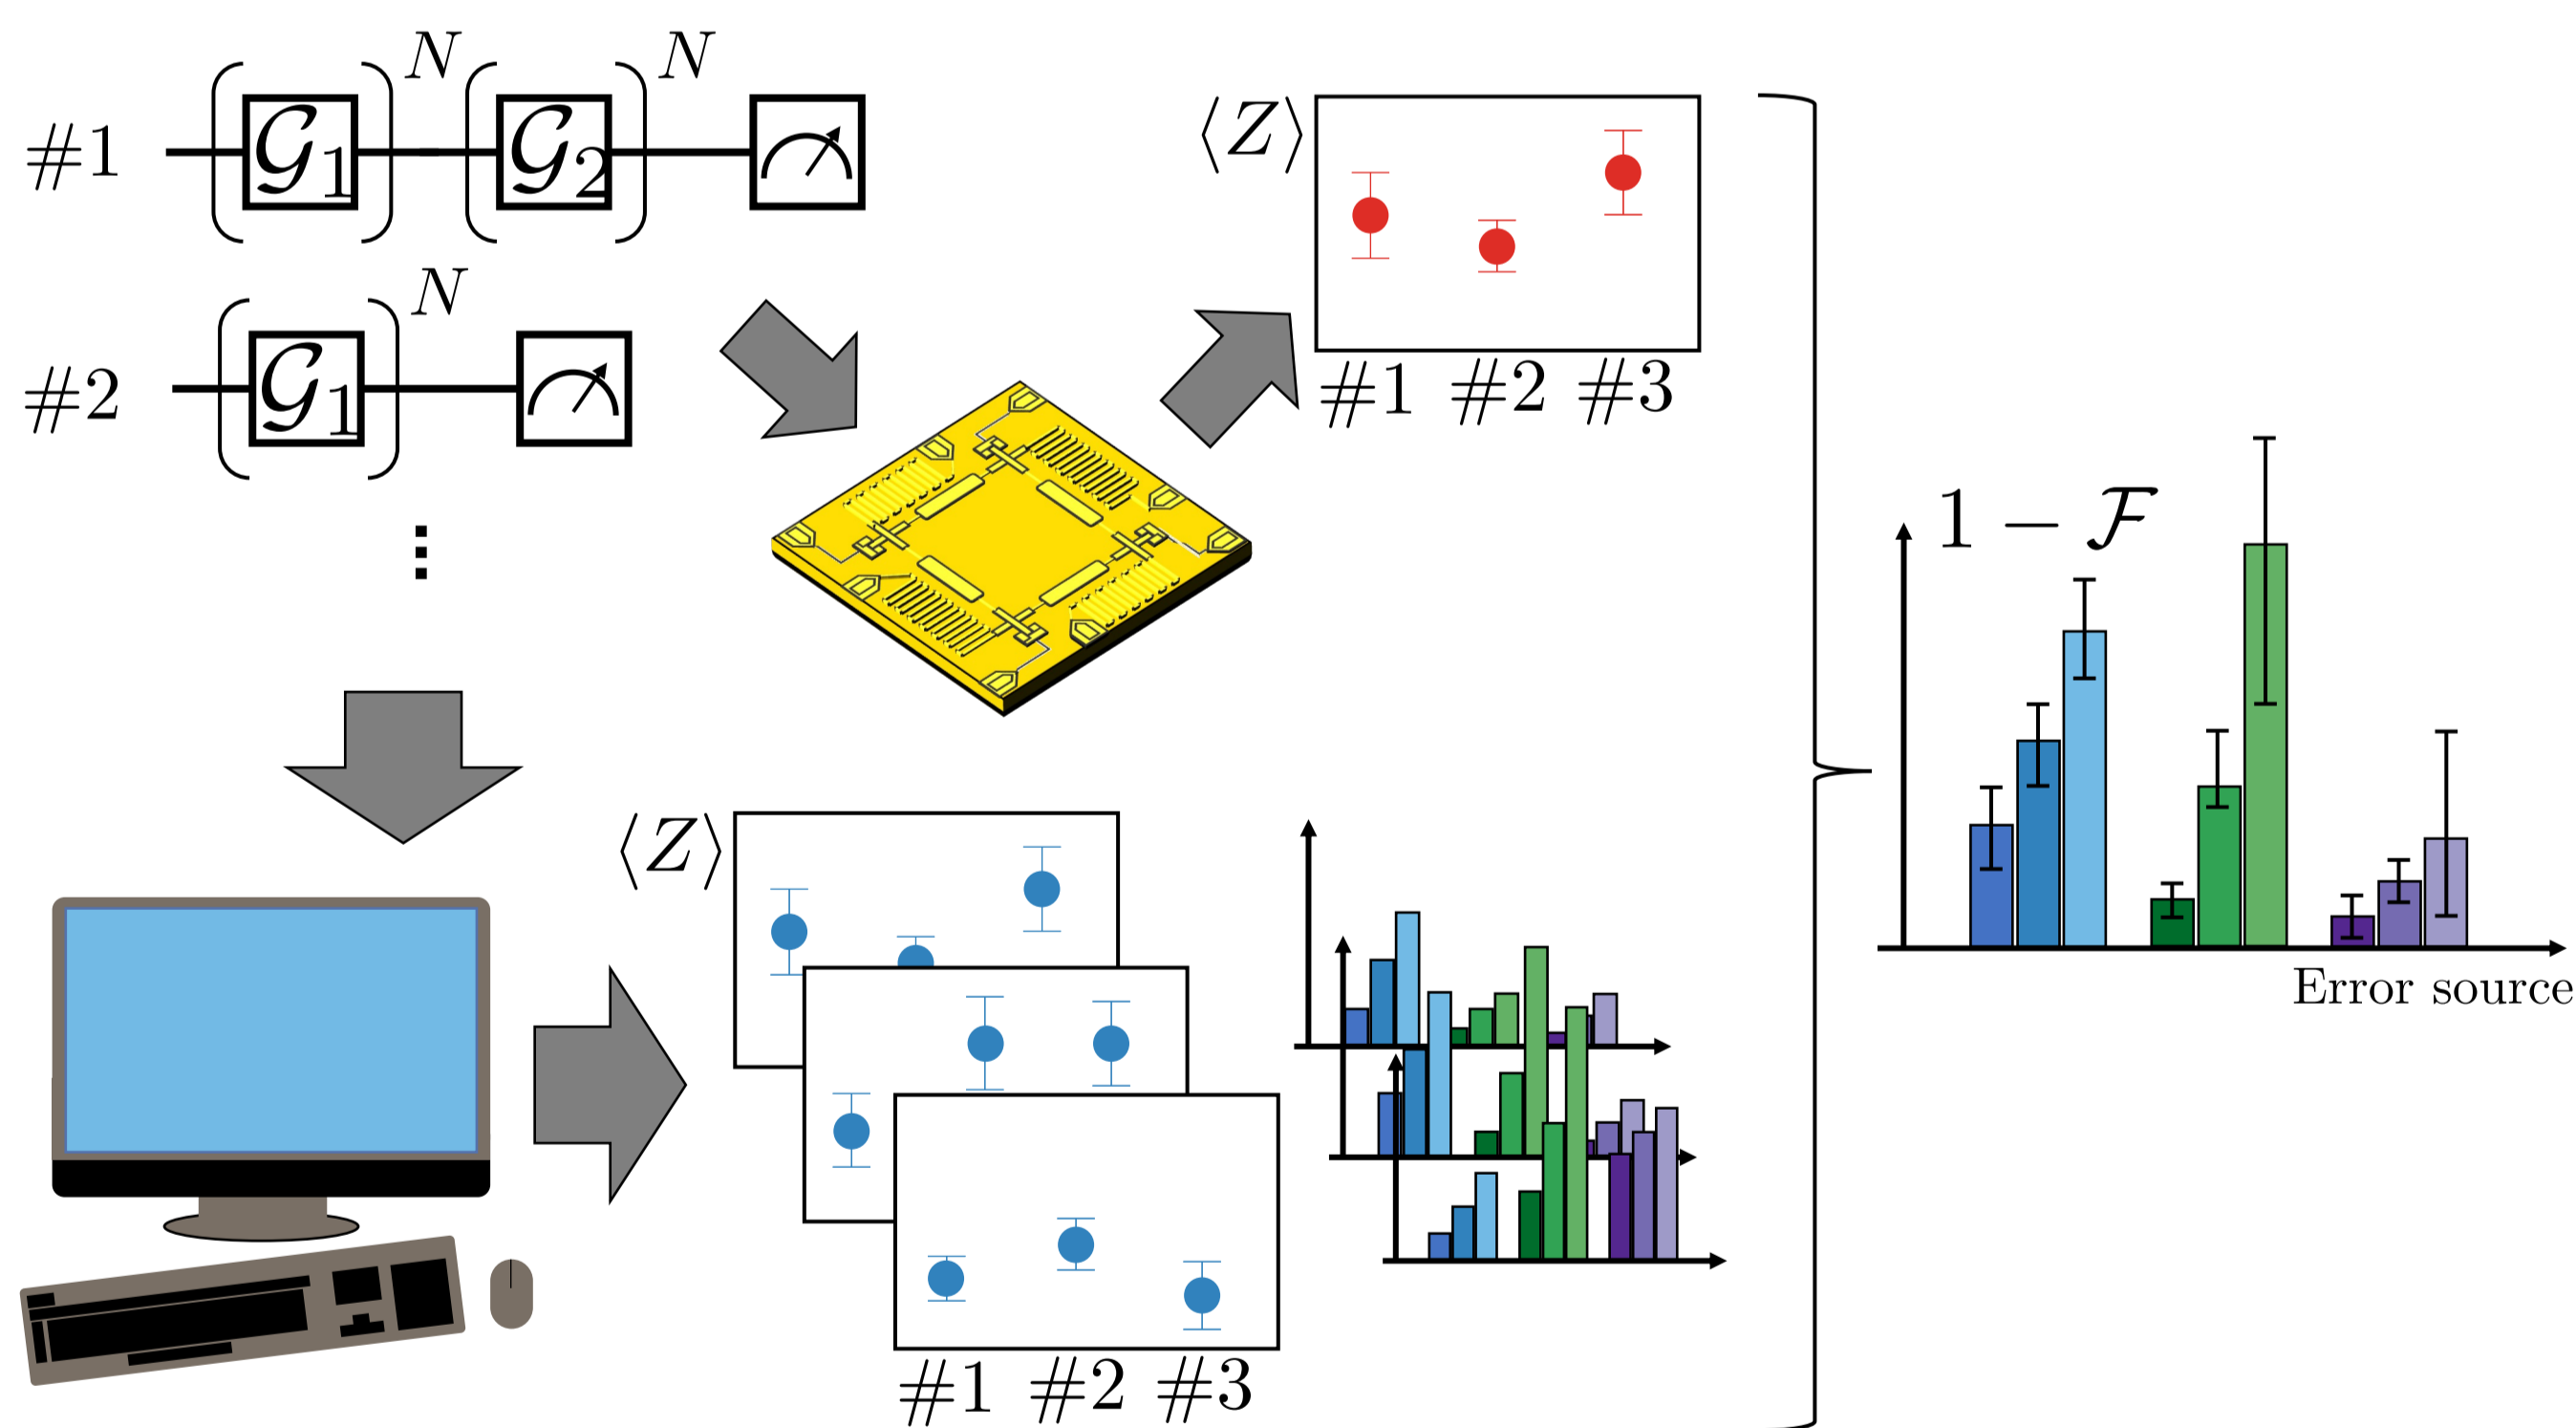 #1 (𝒢₁)ᴺ (𝒢₂)ᴺ
#2 (𝒢₁)ᴺ
⋮
⟨Z⟩
#1 #2 #3
1 − ℱ
Error source
⟨Z⟩
#1 #2 #3